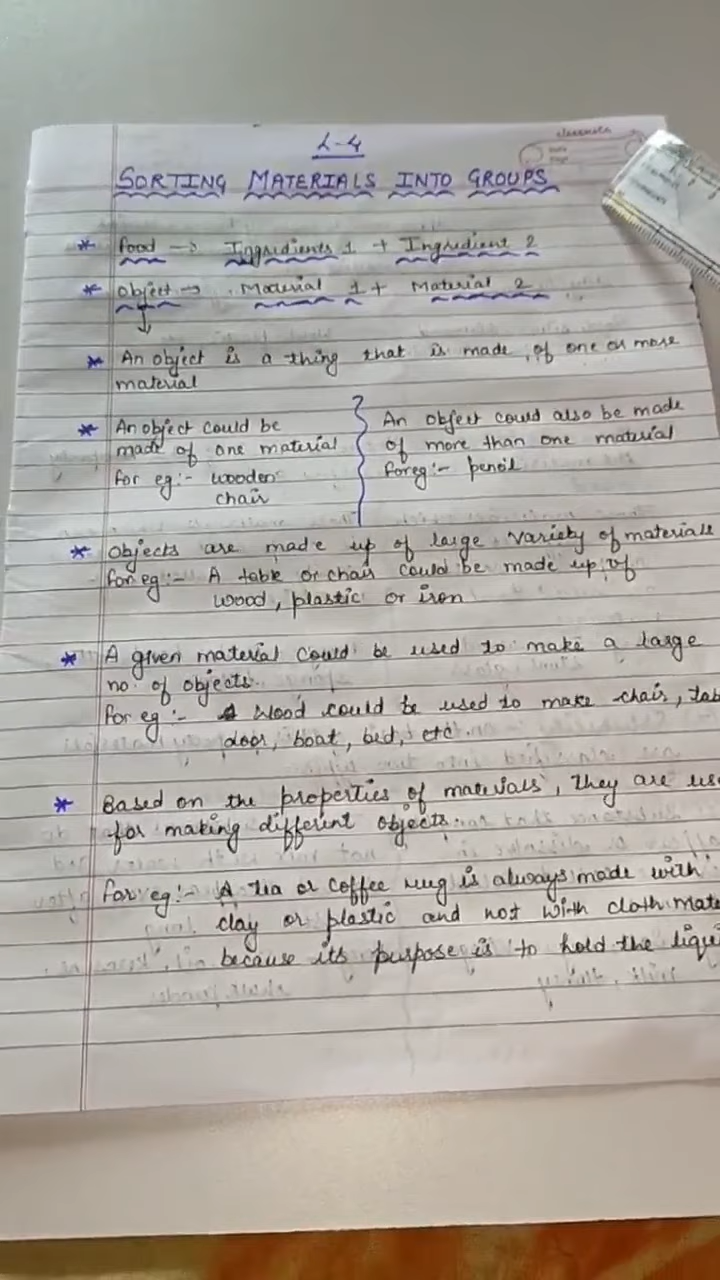 L-4
classmate
Date
Page
SORTING MATERIALS INTO GROUPS
* Food → Ingredients 1 + Ingredient 2
* Object → Material 1 + Material 2
* An object is a thing that is made of one or more
material
* An object could be
made of one material
for eg:- wooden
chair
An object could also be made
of more than one material
for eg:- pencil
* Objects are made up of large variety of materials
for eg:- A table or chair could be made up of
wood, plastic or iron
* A given material could be used to make a large
no. of objects.
for eg:- Wood could be used to make chair, tab
door, boat, bed, etc.
* Based on the properties of materials, they are use
for making different objects.
for eg:- A tea or coffee mug is always made with
clay or plastic and not with cloth mate
because its purpose is to hold the liqui